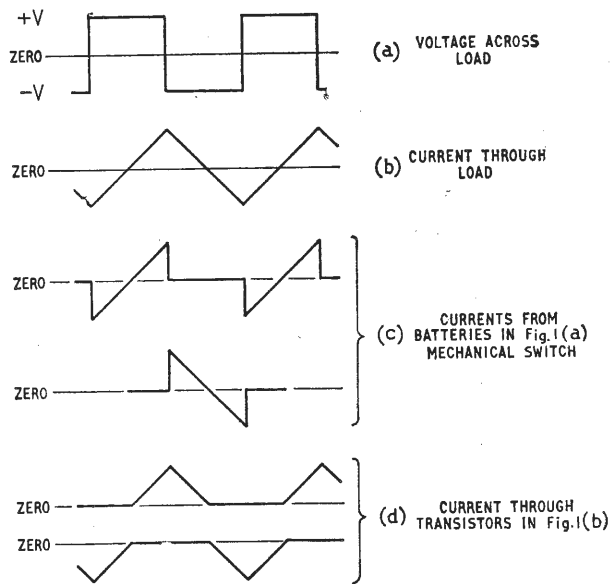 +V
ZERO
-V
(a) VOLTAGE ACROSS
LOAD
ZERO
(b) CURRENT THROUGH
LOAD
ZERO
ZERO
(c) CURRENTS FROM
BATTERIES IN Fig.1(a)
MECHANICAL SWITCH
ZERO
ZERO
(d) CURRENT THROUGH
TRANSISTORS IN Fig.1(b)